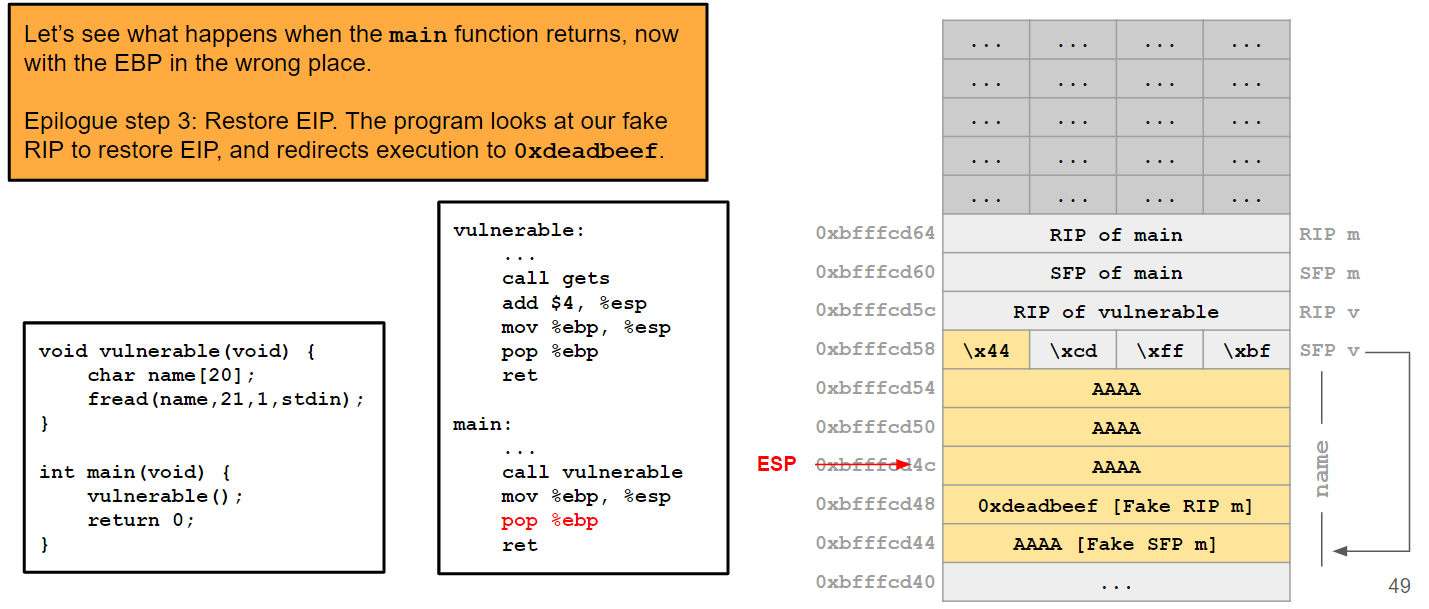 Let’s see what happens when the main function returns, now
with the EBP in the wrong place.
Epilogue step 3: Restore EIP. The program looks at our fake
RIP to restore EIP, and redirects execution to 0xdeadbeef.
void vulnerable(void) {
    char name[20];
    fread(name,21,1,stdin);
}
int main(void) {
    vulnerable();
    return 0;
}
vulnerable:
    ...
    call gets
    add $4, %esp
    mov %ebp, %esp
    pop %ebp
    ret
main:
    ...
    call vulnerable
    mov %ebp, %esp
    pop %ebp
    ret
... ... ... ...
... ... ... ...
... ... ... ...
... ... ... ...
... ... ... ...
0xbfffcd64 RIP of main RIP m
0xbfffcd60 SFP of main SFP m
0xbfffcd5c RIP of vulnerable RIP v
0xbfffcd58 \x44 \xcd \xff \xbf SFP v
0xbfffcd54 AAAA
0xbfffcd50 AAAA
ESP 0xbfffcd4c AAAA
name
0xbfffcd48 0xdeadbeef [Fake RIP m]
0xbfffcd44 AAAA [Fake SFP m]
0xbfffcd40 ...
49